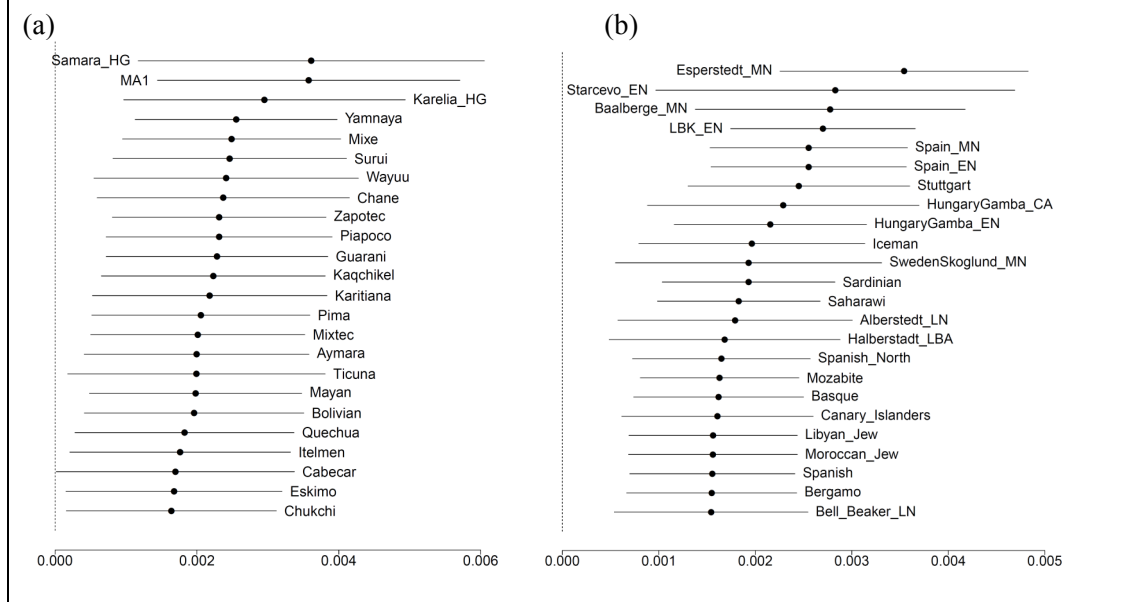 (a)
Samara_HG
MA1
Karelia_HG
Yamnaya
Mixe
Surui
Wayuu
Chane
Zapotec
Piapoco
Guarani
Kaqchikel
Karitiana
Pima
Mixtec
Aymara
Ticuna
Mayan
Bolivian
Quechua
Itelmen
Cabecar
Eskimo
Chukchi
0.000 0.002 0.004 0.006
(b)
Esperstedt_MN
Starcevo_EN
Baalberge_MN
LBK_EN
Spain_MN
Spain_EN
Stuttgart
HungaryGamba_CA
HungaryGamba_EN
Iceman
SwedenSkoglund_MN
Sardinian
Saharawi
Alberstedt_LN
Halberstadt_LBA
Spanish_North
Mozabite
Basque
Canary_Islanders
Libyan_Jew
Moroccan_Jew
Spanish
Bergamo
Bell_Beaker_LN
0.000 0.001 0.002 0.003 0.004 0.005